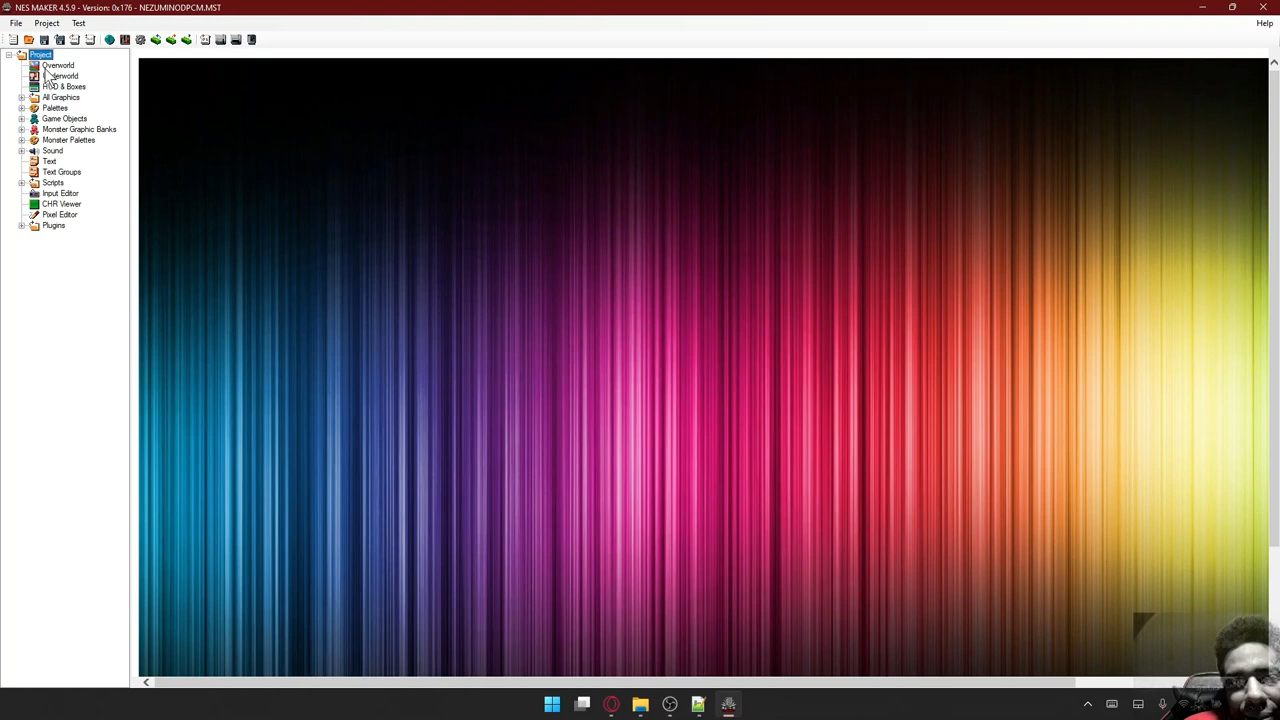 NES MAKER 4.5.9 - Version: 0x176 - NEZUMINODPCM.MST
File Project Test Help
Project
Overworld
Underworld
HUD & Boxes
All Graphics
Palettes
Game Objects
Monster Graphic Banks
Monster Palettes
Sound
Text
Text Groups
Scripts
Input Editor
CHR Viewer
Pixel Editor
Plugins